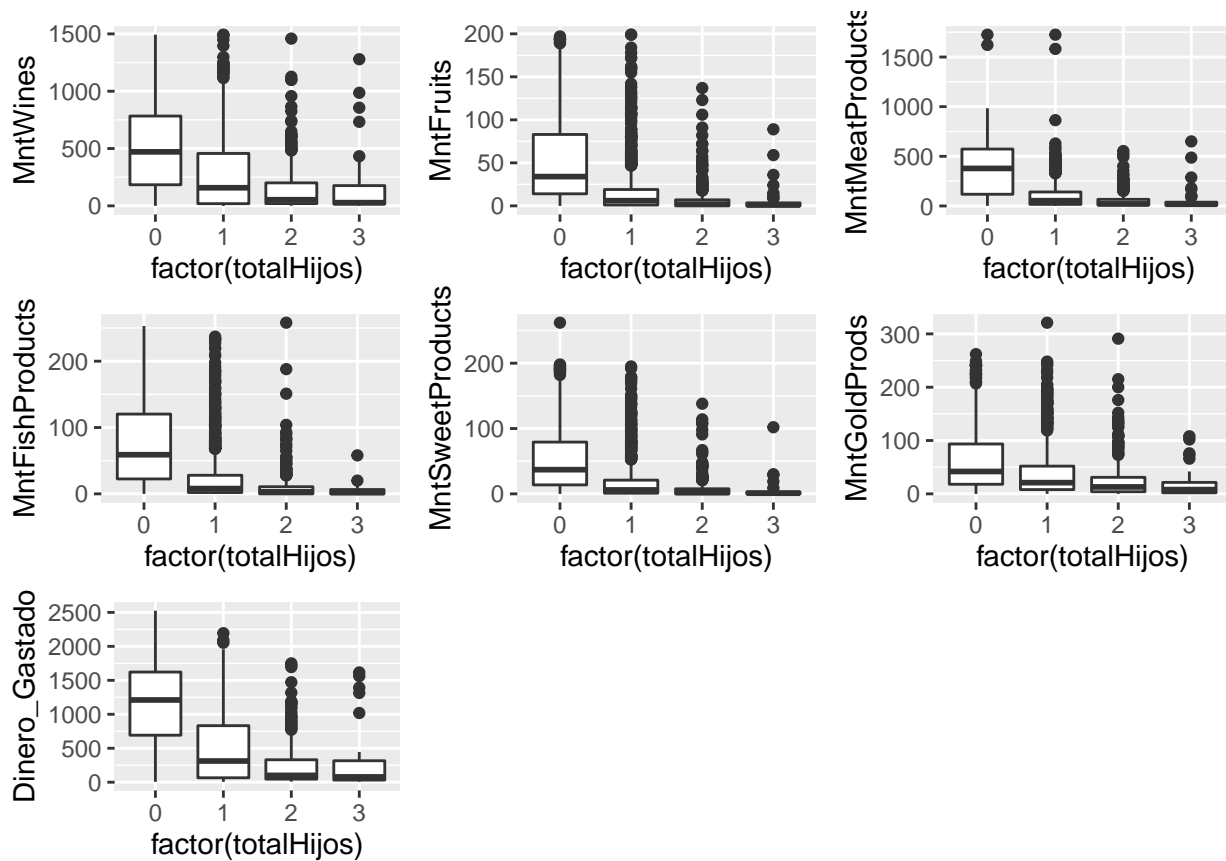 MntWines
1500
1000
500
0
0 1 2 3
factor(totalHijos)
MntFruits
200
150
100
50
0
0 1 2 3
factor(totalHijos)
MntMeatProducts
1500
1000
500
0
0 1 2 3
factor(totalHijos)
MntFishProducts
200
100
0
0 1 2 3
factor(totalHijos)
MntSweetProducts
200
100
0
0 1 2 3
factor(totalHijos)
MntGoldProds
300
200
100
0
0 1 2 3
factor(totalHijos)
Dinero_Gastado
2500
2000
1500
1000
500
0
0 1 2 3
factor(totalHijos)